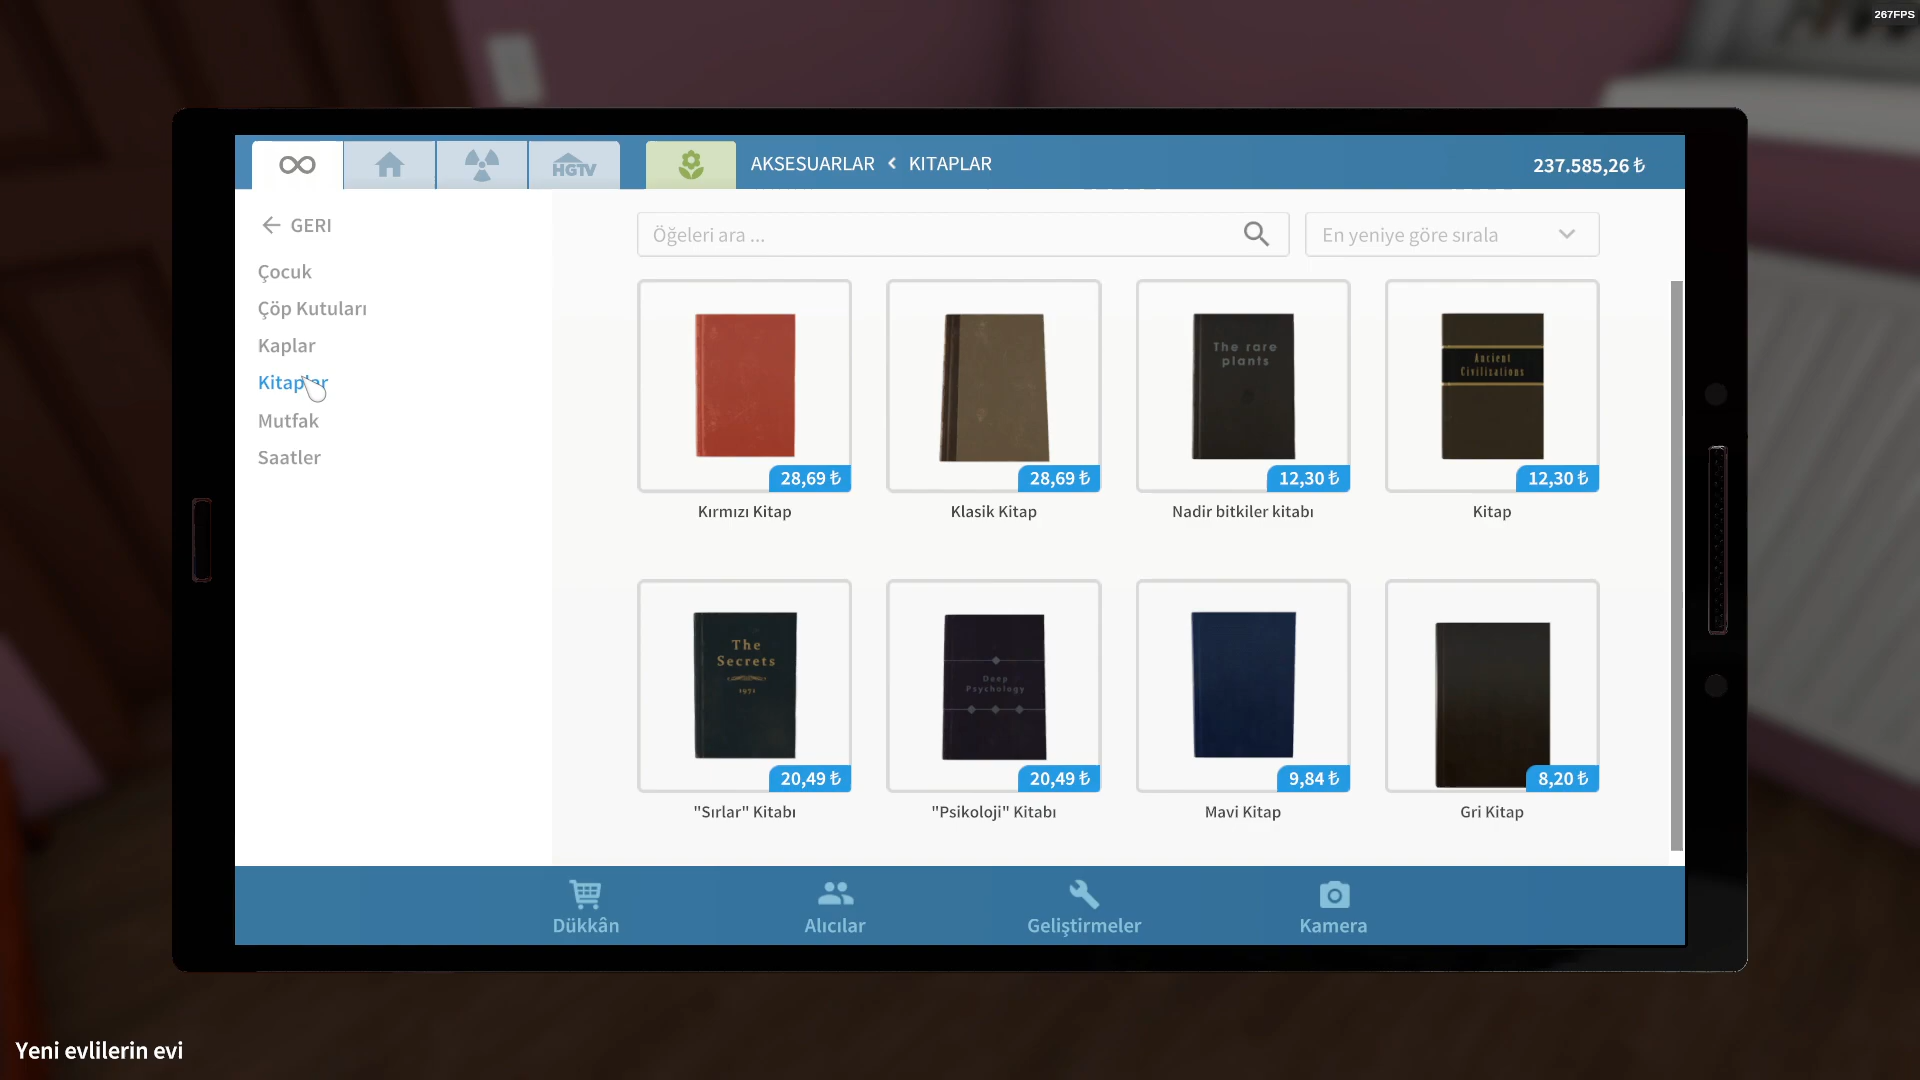 267FPS
HGTV
AKSESUARLAR < KITAPLAR
237.585,26 ₺
GERI
Öğeleri ara ...
En yeniye göre sırala
Çocuk
Çöp Kutuları
Kaplar
Kitaplar
Mutfak
Saatler
The rare
plants
Ancient
Civilizations
28,69 ₺
28,69 ₺
12,30 ₺
12,30 ₺
Kırmızı Kitap
Klasik Kitap
Nadir bitkiler kitabı
Kitap
The
Secrets
1971
Deep
Psychology
20,49 ₺
20,49 ₺
9,84 ₺
8,20 ₺
"Sırlar" Kitabı
"Psikoloji" Kitabı
Mavi Kitap
Gri Kitap
Dükkân
Alıcılar
Geliştirmeler
Kamera
Yeni evlilerin evi